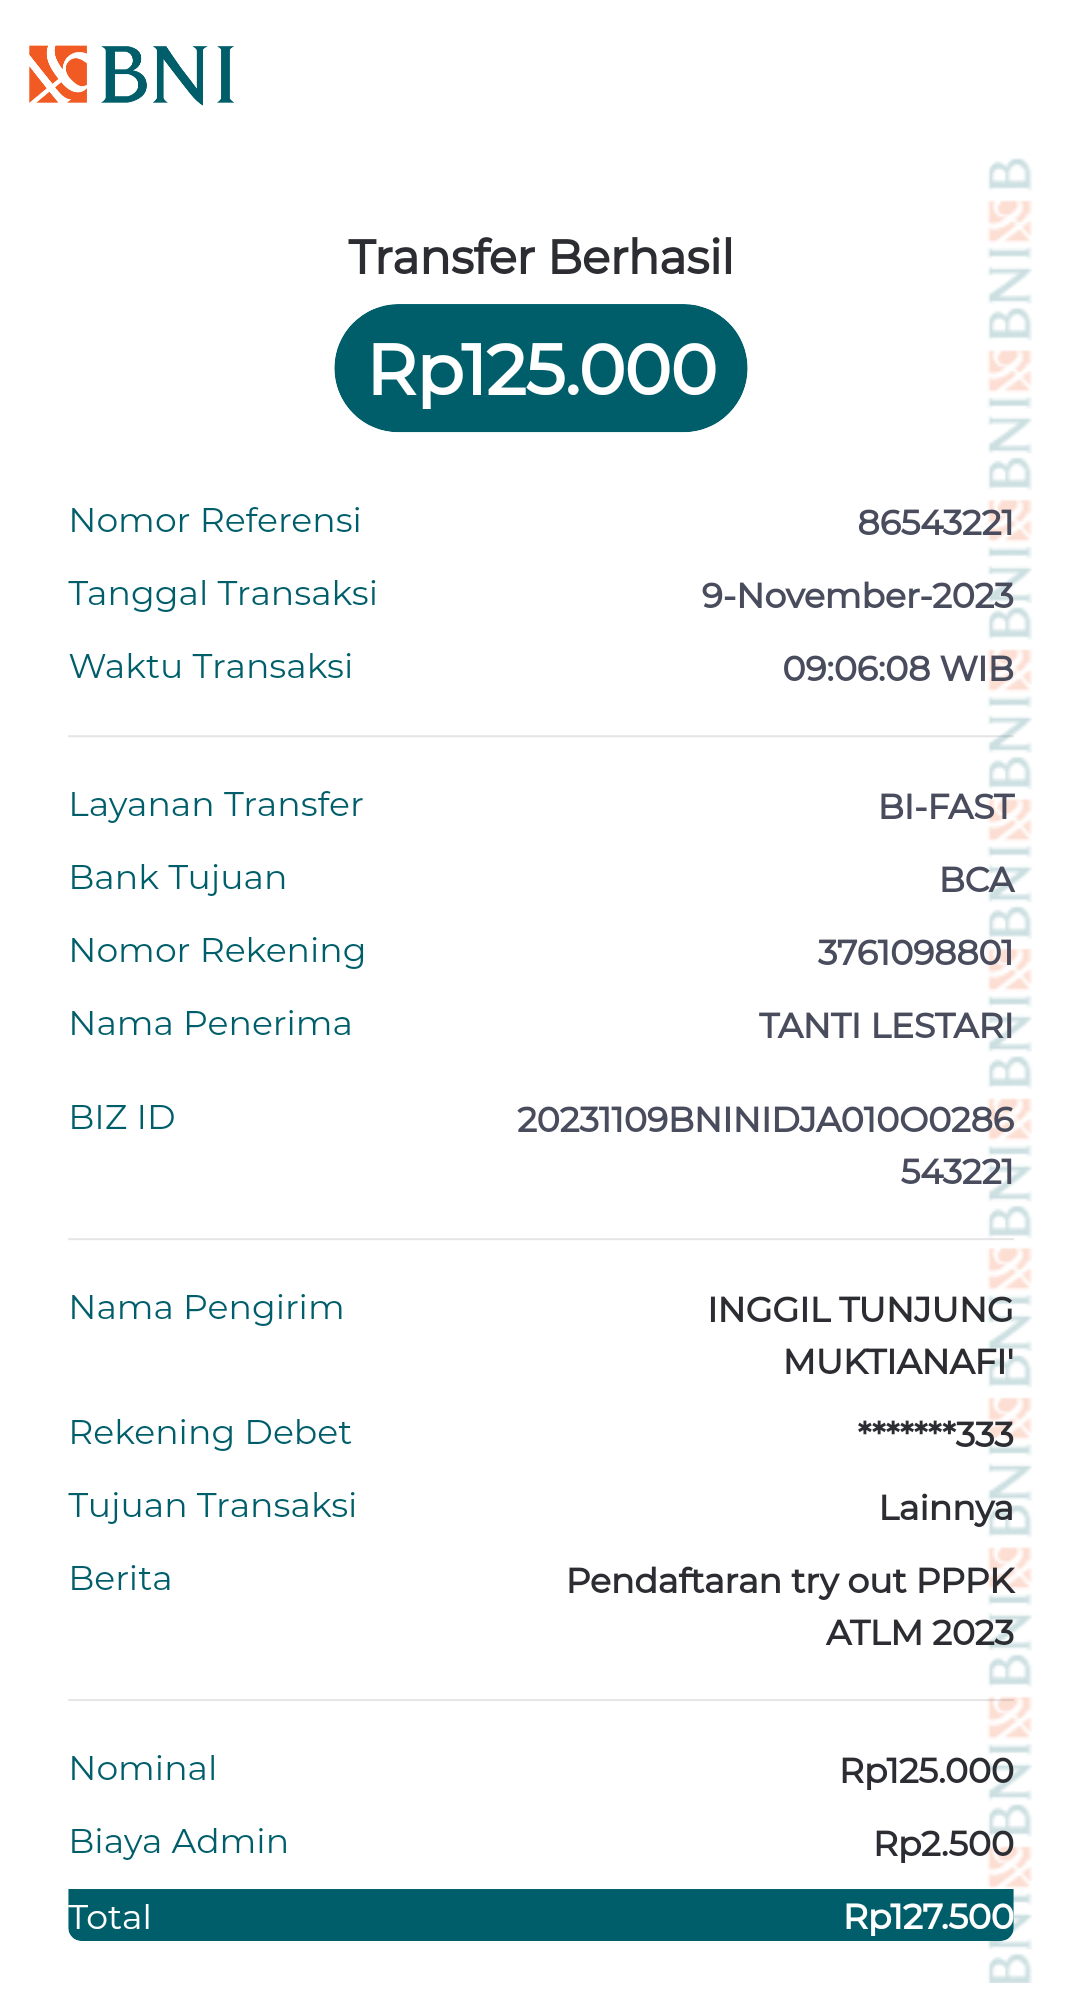 BNI
Transfer Berhasil
Rp125.000
Nomor Referensi 86543221
Tanggal Transaksi 9-November-2023
Waktu Transaksi 09:06:08 WIB
Layanan Transfer BI-FAST
Bank Tujuan BCA
Nomor Rekening 3761098801
Nama Penerima TANTI LESTARI
BIZ ID 20231109BNINIDJA010O0286
543221
Nama Pengirim INGGIL TUNJUNG
MUKTIANAFI'
Rekening Debet *******333
Tujuan Transaksi Lainnya
Berita Pendaftaran try out PPPK
ATLM 2023
Nominal Rp125.000
Biaya Admin Rp2.500
Total Rp127.500
BNI BNI BNI BNI BNI BNI BNI BNI BNI BNI BNI BNI B